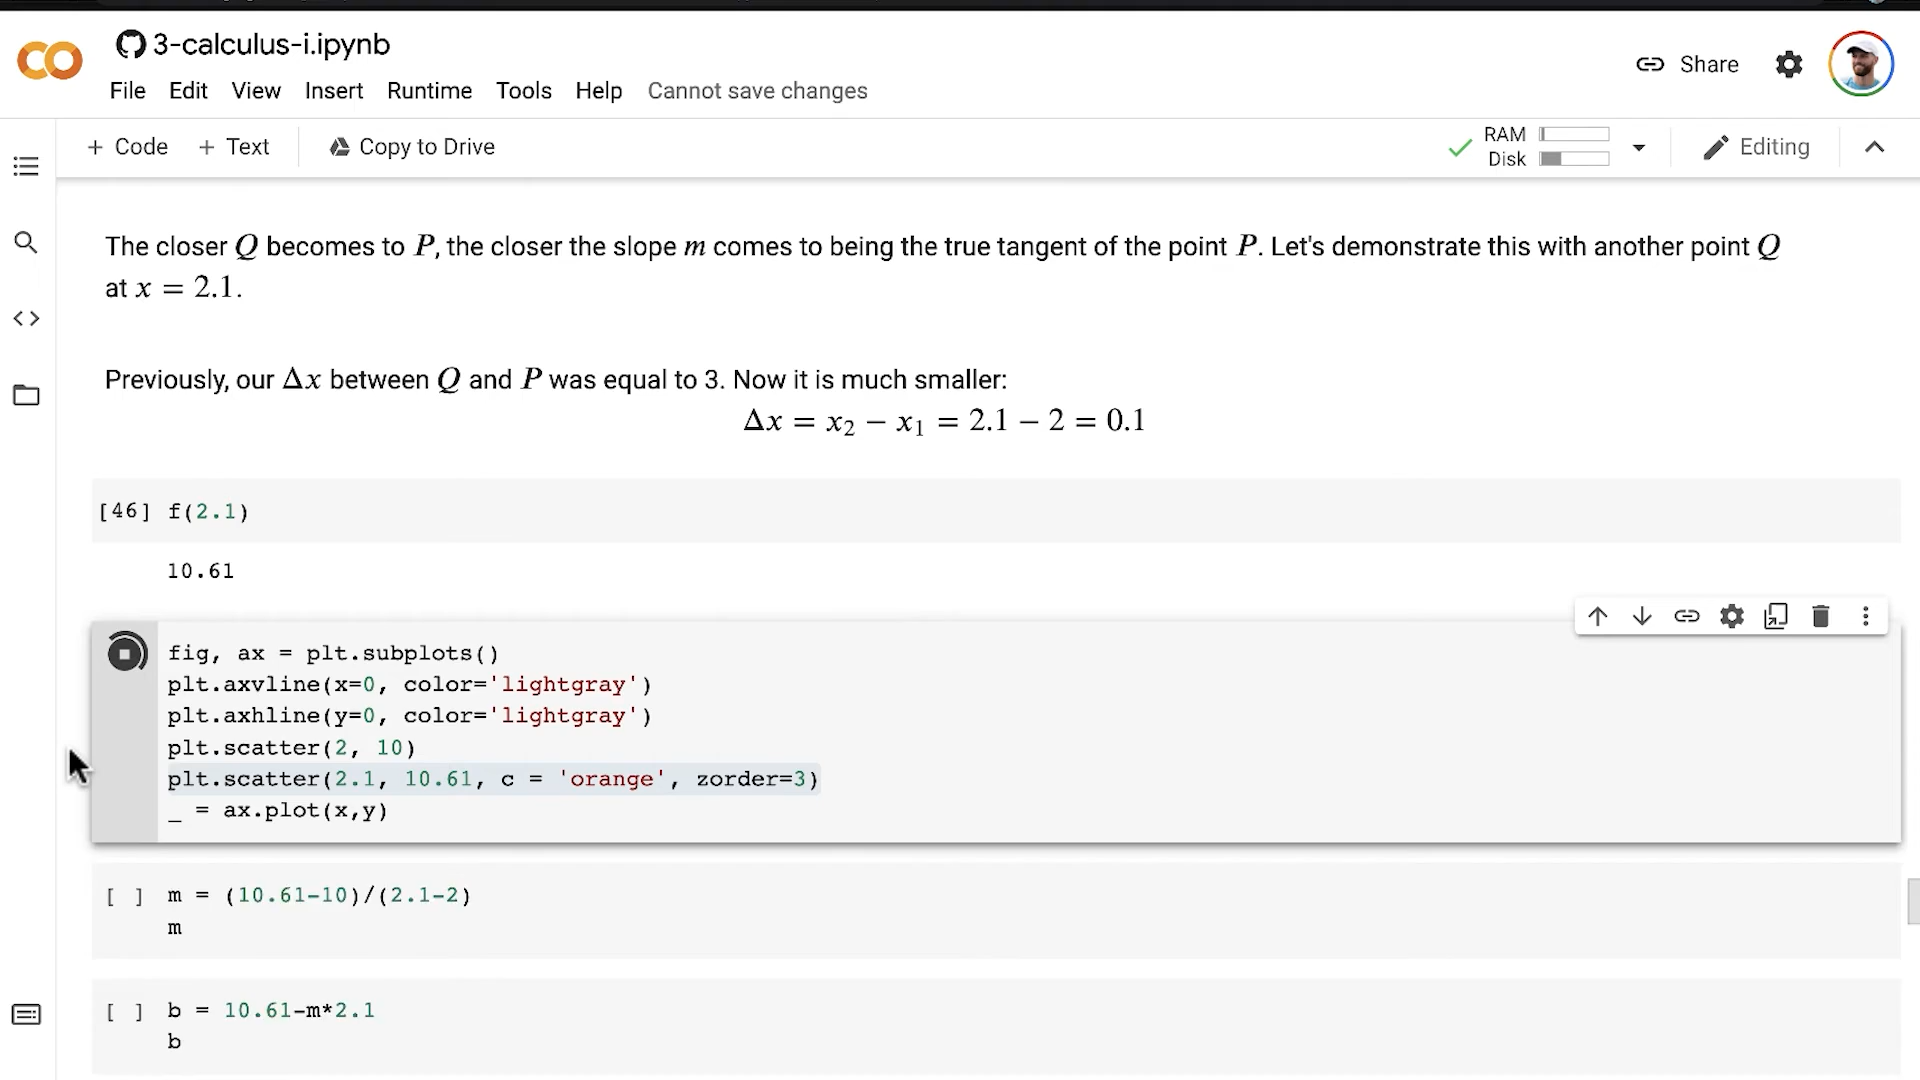 3-calculus-i.ipynb
File Edit View Insert Runtime Tools Help Cannot save changes
Share
+ Code + Text Copy to Drive
RAM
Disk
Editing
The closer Q becomes to P, the closer the slope m comes to being the true tangent of the point P. Let's demonstrate this with another point Q
at x = 2.1.
Previously, our Δx between Q and P was equal to 3. Now it is much smaller:
Δx = x₂ − x₁ = 2.1 − 2 = 0.1
[46] f(2.1)
10.61
fig, ax = plt.subplots()
plt.axvline(x=0, color='lightgray')
plt.axhline(y=0, color='lightgray')
plt.scatter(2, 10)
plt.scatter(2.1, 10.61, c = 'orange', zorder=3)
_ = ax.plot(x,y)
[ ] m = (10.61-10)/(2.1-2)
m
[ ] b = 10.61-m*2.1
b